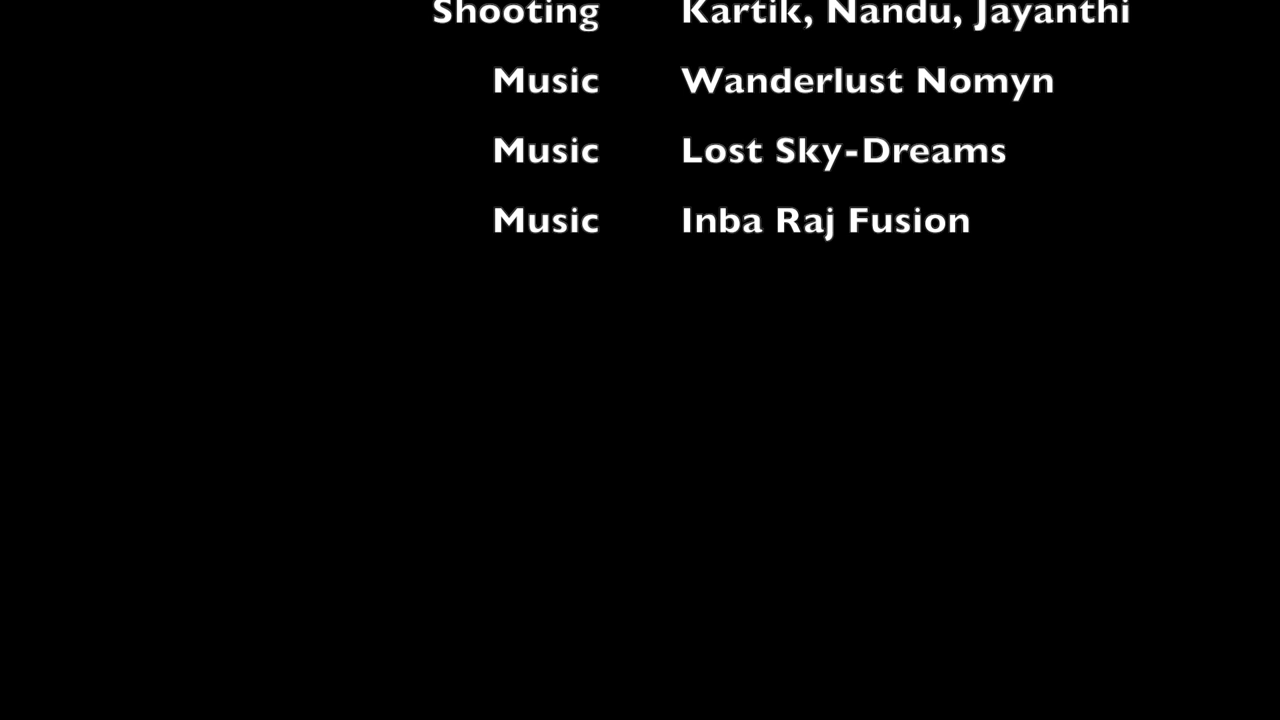 Shooting Kartik, Nandu, Jayanthi
Music Wanderlust Nomyn
Music Lost Sky-Dreams
Music Inba Raj Fusion